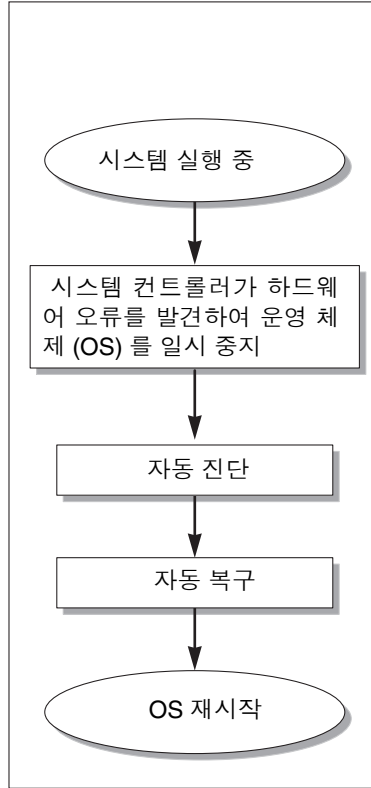 시스템 실행 중
시스템 컨트롤러가 하드웨
어 오류를 발견하여 운영 체
제 (OS) 를 일시 중지
자동 진단
자동 복구
OS 재시작